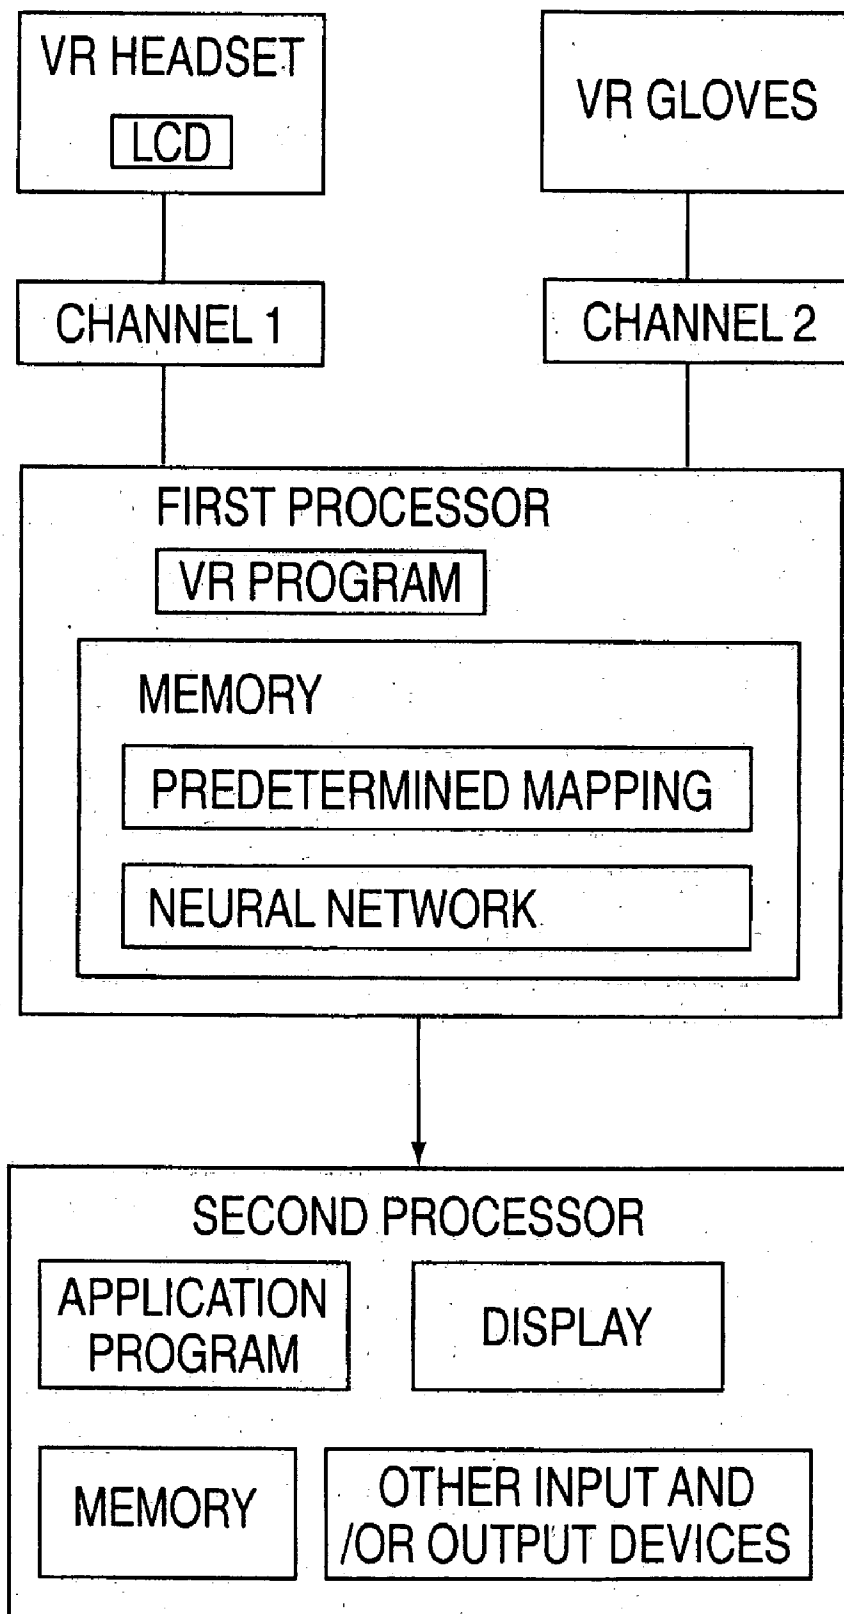 VR HEADSET
LCD
VR GLOVES
CHANNEL 1
CHANNEL 2
FIRST PROCESSOR
VR PROGRAM
MEMORY
PREDETERMINED MAPPING
NEURAL NETWORK
SECOND PROCESSOR
APPLICATION
PROGRAM
DISPLAY
MEMORY
OTHER INPUT AND
/OR OUTPUT DEVICES